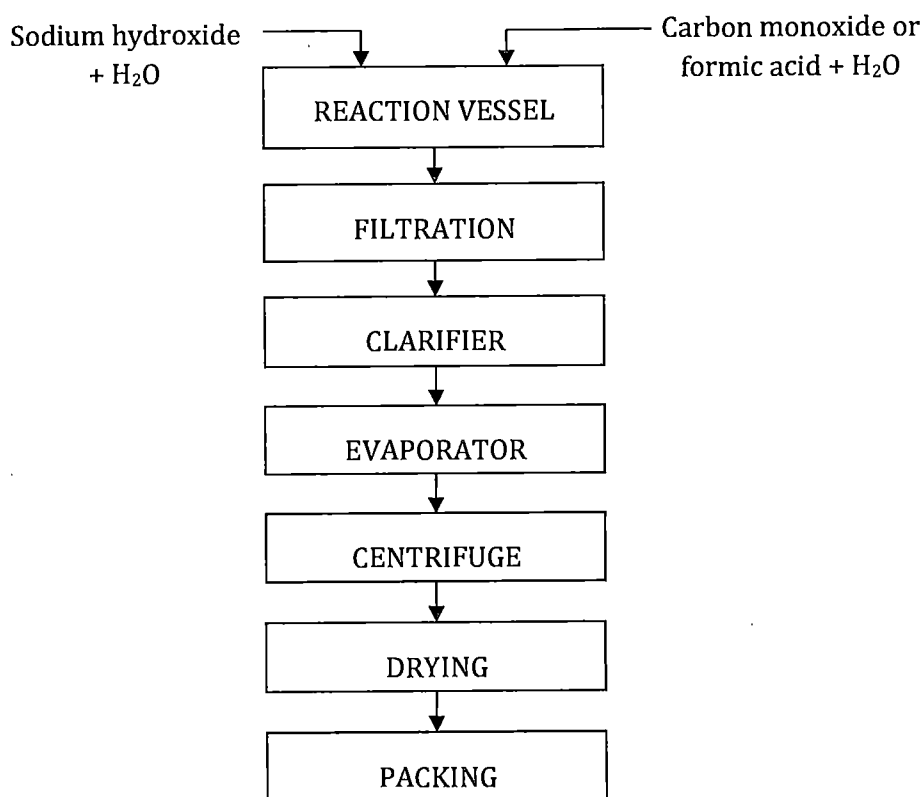 Sodium hydroxide
+ H₂O
Carbon monoxide or
formic acid + H₂O
REACTION VESSEL
FILTRATION
CLARIFIER
EVAPORATOR
CENTRIFUGE
DRYING
PACKING